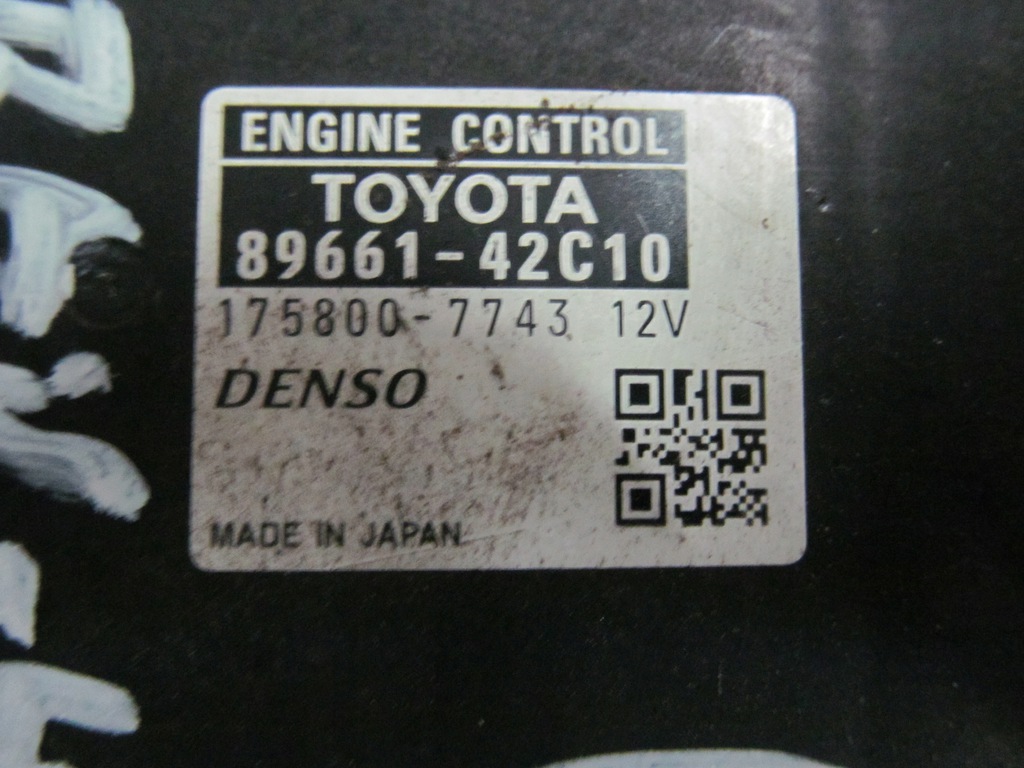 ENGINE CONTROL
TOYOTA
89661-42C10
175800-7743 12V
DENSO
MADE IN JAPAN